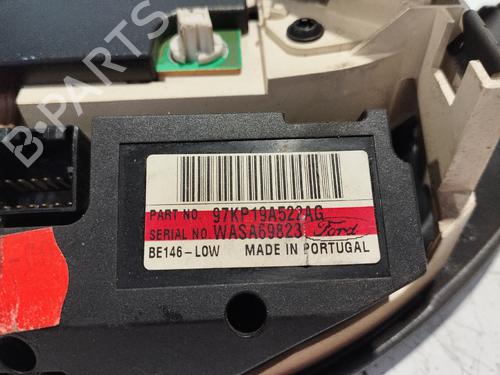 B-PARTS
PART NO. 97KP19A522AG
SERIAL NO. WASA69823 Ford
BE146-LOW MADE IN PORTUGAL